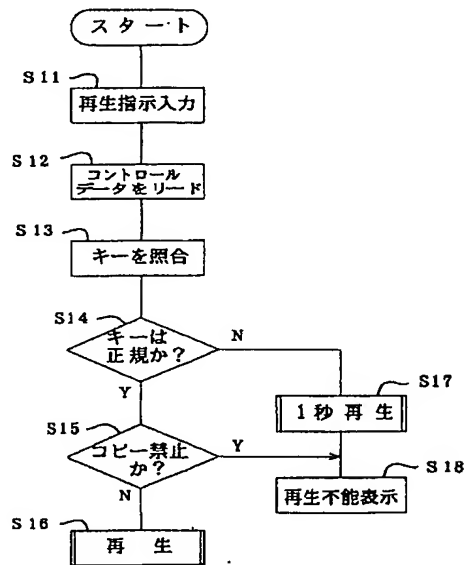 スタート
S11
再生指示入力
S12
コントロール
データをリード
S13
キーを照合
S14
キーは
正規か?
N
Y
S17
1秒再生
S15
コピー禁止
か?
Y
N
S18
再生不能表示
S16
再生